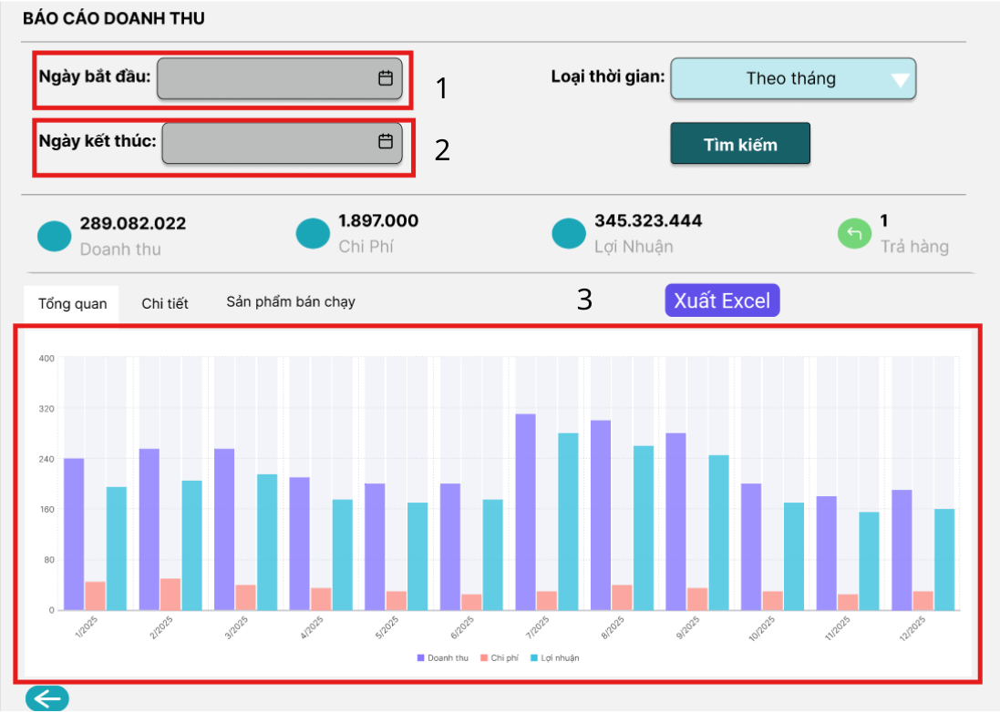 BÁO CÁO DOANH THU
Ngày bắt đầu:
1
Loại thời gian:
Theo tháng
Ngày kết thúc:
2
Tìm kiếm
289.082.022
Doanh thu
1.897.000
Chi Phí
345.323.444
Lợi Nhuận
1
Trả hàng
Tổng quan
Chi tiết
Sản phẩm bán chạy
3
Xuất Excel
400
320
240
160
80
0
1/2025
2/2025
3/2025
4/2025
5/2025
6/2025
7/2025
8/2025
9/2025
10/2025
11/2025
12/2025
Doanh thu
Chi phí
Lợi nhuận